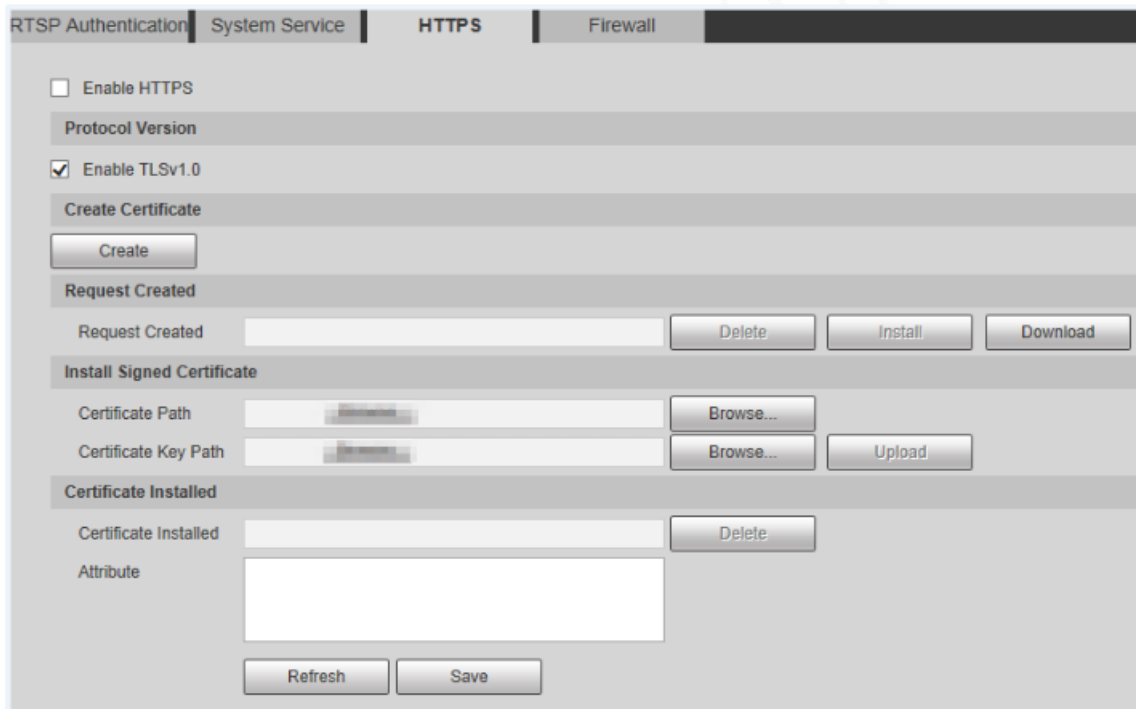 RTSP Authentication System Service HTTPS Firewall
Enable HTTPS
Protocol Version
Enable TLSv1.0
Create Certificate
Create
Request Created
Request Created Delete Install Download
Install Signed Certificate
Certificate Path Browse...
Certificate Key Path Browse... Upload
Certificate Installed
Certificate Installed Delete
Attribute
Refresh Save